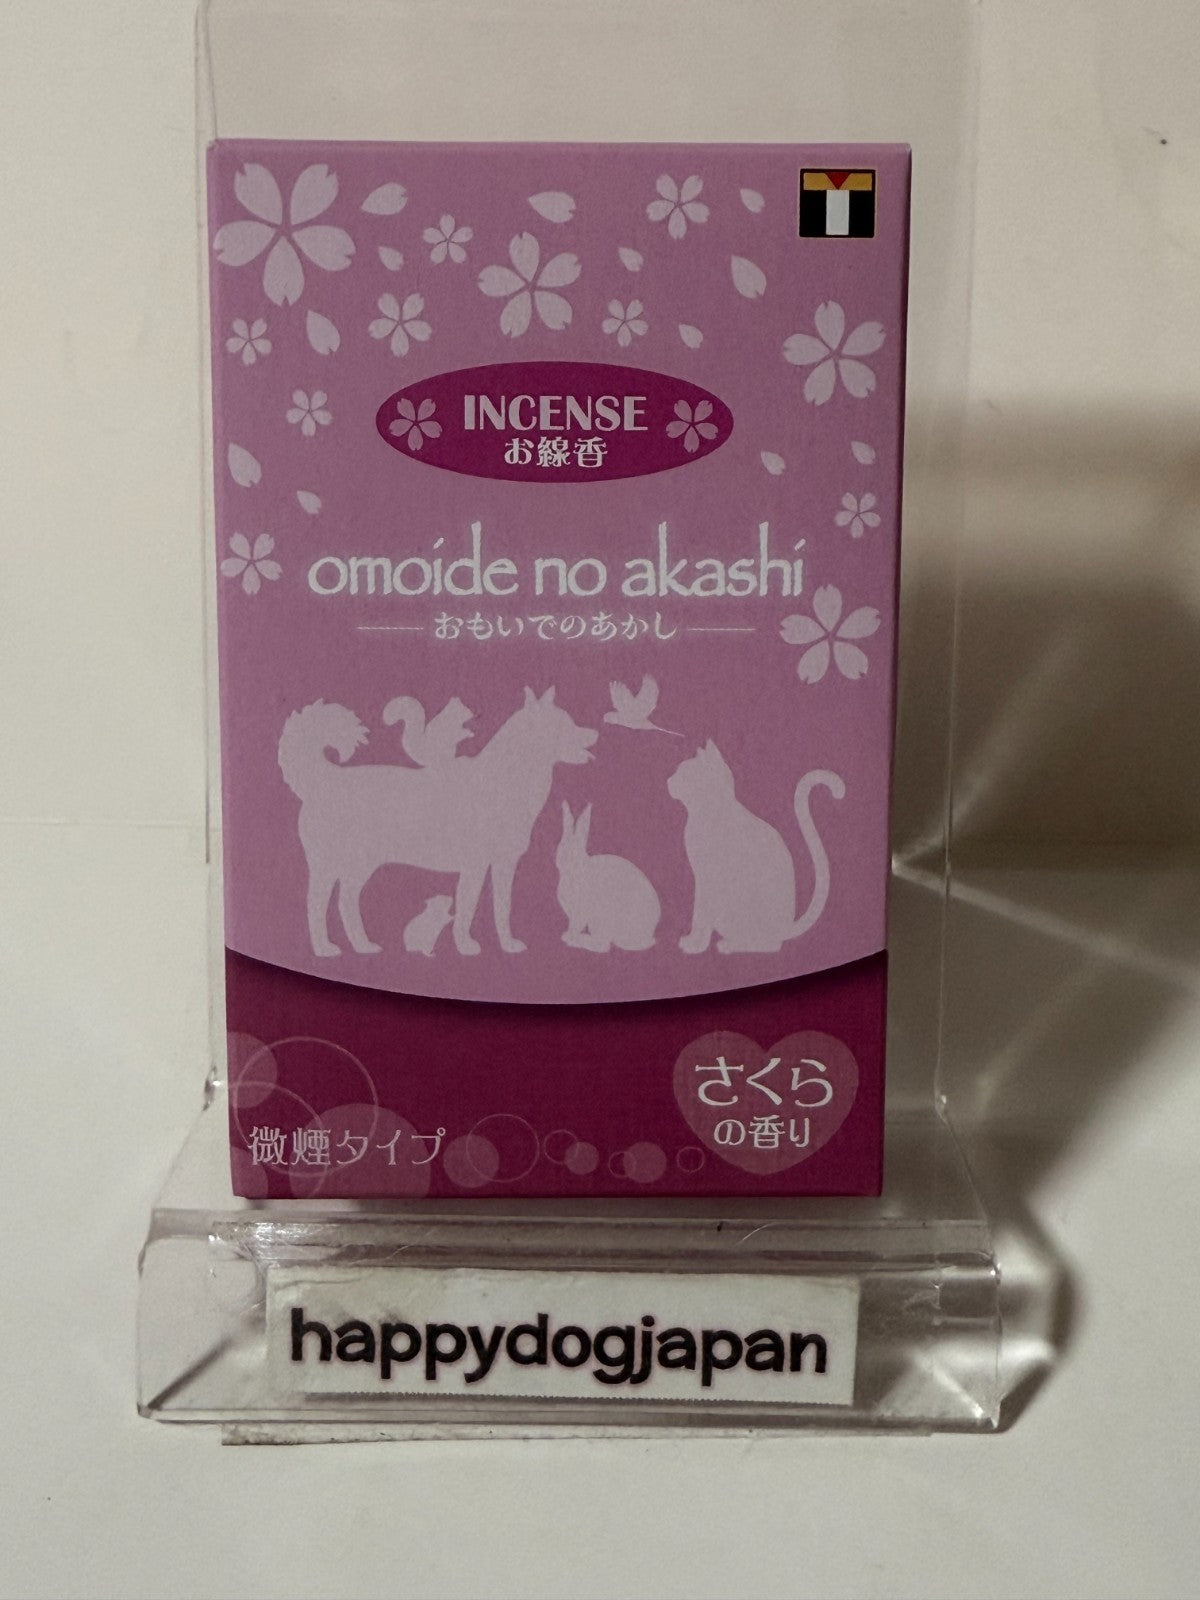 INCENSE
お線香
omoide no akashi
おもいでのあかし
さくら
の香り
微煙タイプ
happydogjapan